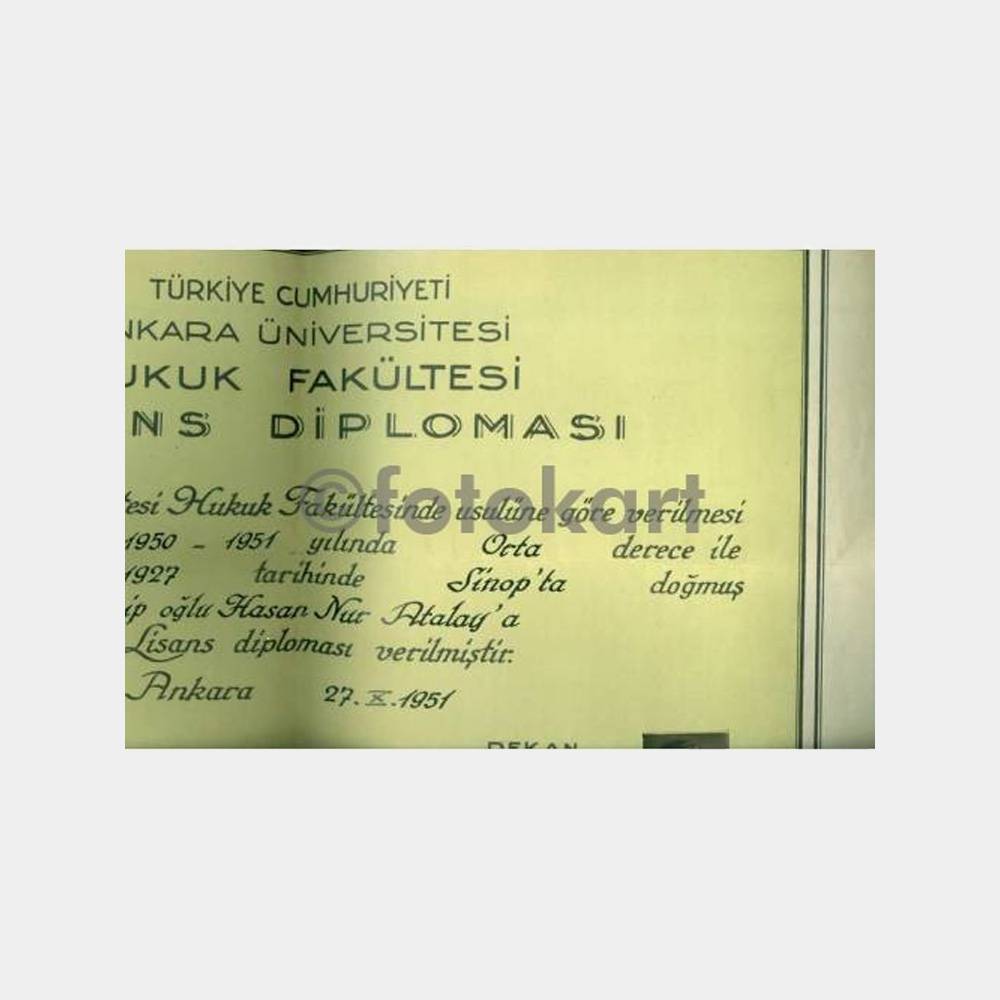 TÜRKİYE CUMHURİYETİ
NKARA ÜNİVERSİTESİ
UKUK FAKÜLTESİ
NS DİPLOMASI
©fotokart
tesi Hukuk Fakültesinde usulüne göre verilmesi
1950 - 1951 yılında Orta derece ile
1927 tarihinde Sinop'ta doğmuş
ip oğlu Hasan Nur Atalay'a
Lisans diploması verilmiştir.
Ankara 27.X.1951
DEKAN